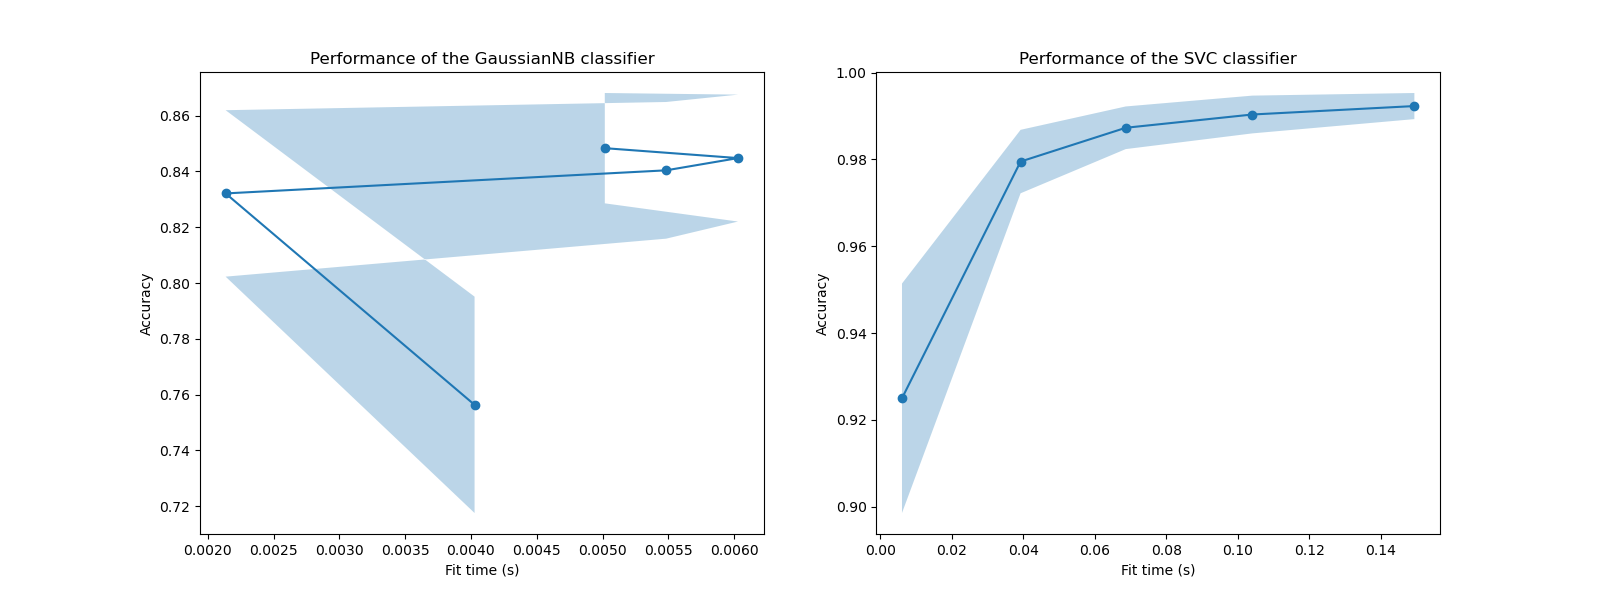 Performance of the GaussianNB classifier
0.86
0.84
0.82
0.80
0.78
0.76
0.74
0.72
Accuracy
0.0020 0.0025 0.0030 0.0035 0.0040 0.0045 0.0050 0.0055 0.0060
Fit time (s)
Performance of the SVC classifier
1.00
0.98
0.96
0.94
0.92
0.90
Accuracy
0.00 0.02 0.04 0.06 0.08 0.10 0.12 0.14
Fit time (s)